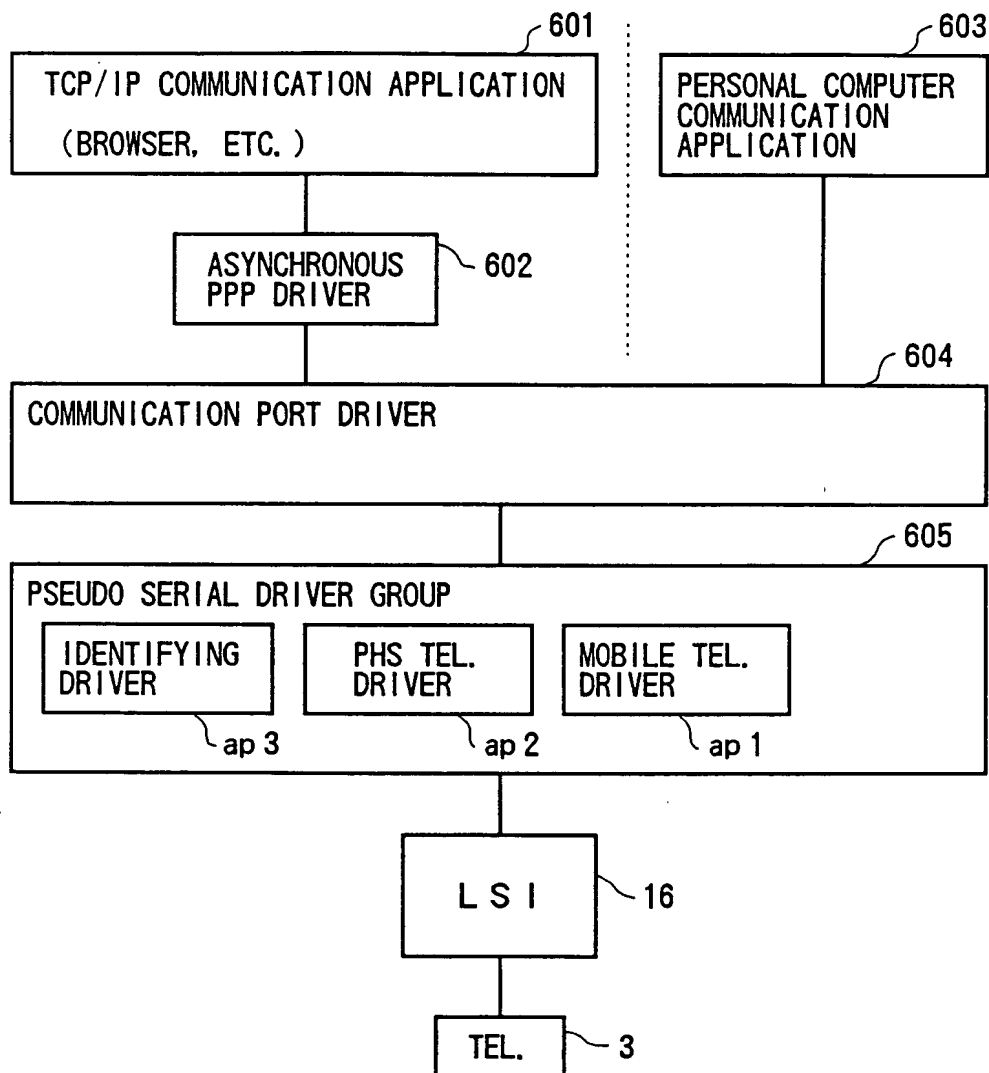 601
TCP/IP COMMUNICATION APPLICATION
(BROWSER, ETC.)
603
PERSONAL COMPUTER
COMMUNICATION
APPLICATION
ASYNCHRONOUS
PPP DRIVER
602
604
COMMUNICATION PORT DRIVER
605
PSEUDO SERIAL DRIVER GROUP
IDENTIFYING
DRIVER
ap 3
PHS TEL.
DRIVER
ap 2
MOBILE TEL.
DRIVER
ap 1
LSI
16
TEL.
3